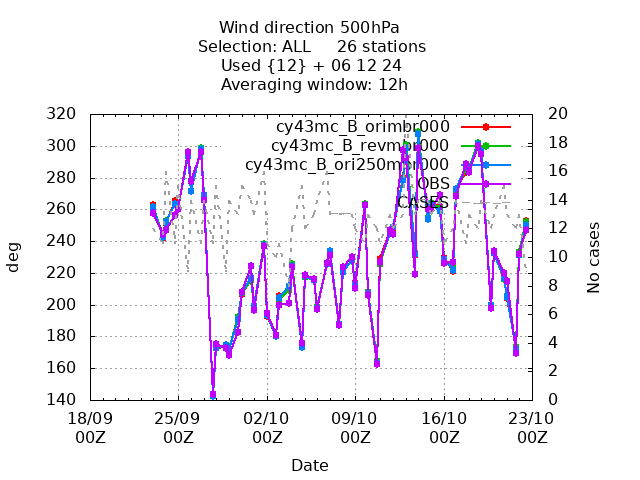 Wind direction 500hPa
Selection: ALL 26 stations
Used {12} + 06 12 24
Averaging window: 12h
320 20
cy43mc_B_orimbr000
300 18
cy43mc_B_revmbr000
cy43mc_B_ori250mbr000
280 16
OBS
260 14
CASES
240 12
deg
No cases
220 10
8
200 6
180 4
160 2
140 0
18/09 25/09 02/10 09/10 16/10 23/10
00Z 00Z 00Z 00Z 00Z 00Z
Date